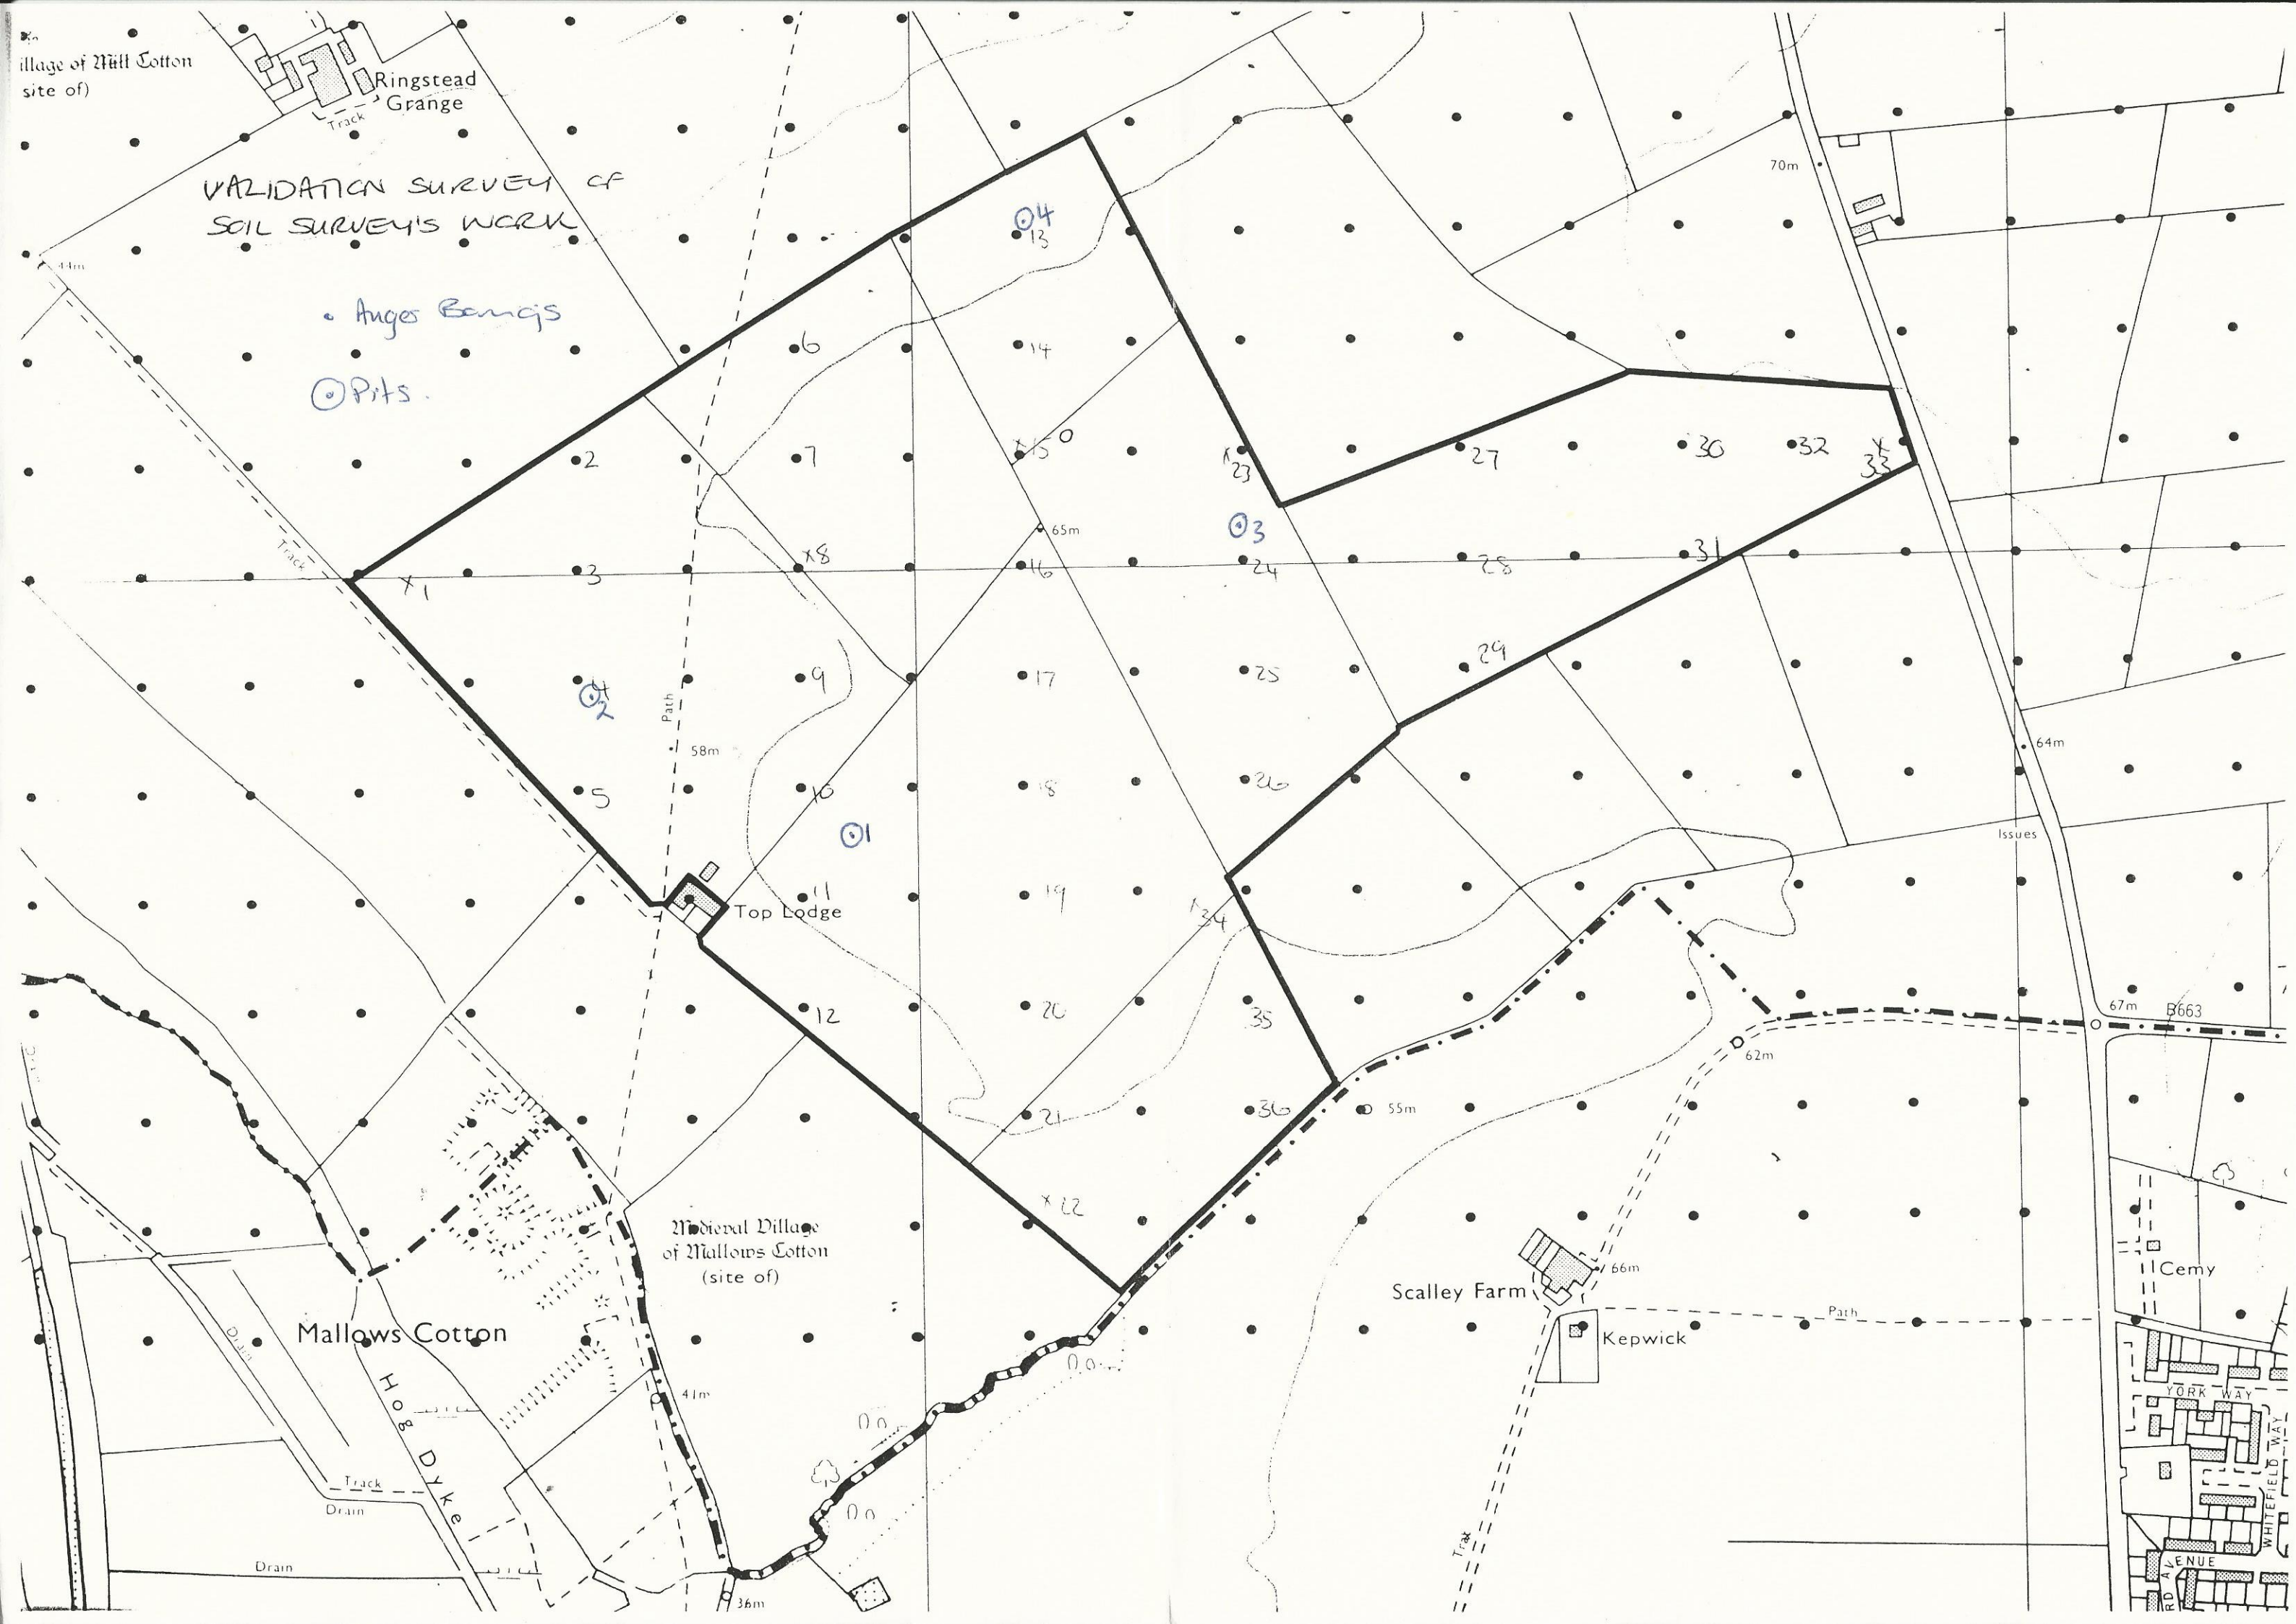 illage of Mill Cotton
site of)
Ringstead
Grange
Track
VALIDATION SURVEY OF
SOIL SURVEY'S WORK
44m
• Auger Borings
Pits.
70m
4
13
6
14
15
2
7
23
27
30
32
33
3
65m
Track
1
3
8
16
24
28
31
4
2
9
17
25
29
Path
58m
64m
5
10
18
26
1
Issues
11
19
34
Top Lodge
12
20
35
67m
B663
62m
21
36
55m
22
Medieval Village
of Mallows Cotton
(site of)
66m
Scalley Farm
Cemy
Path
Mallows Cotton
Kepwick
Drain
Hog Dyke
41m
YORK WAY
WHITEFIELD WAY
Track
Drain
Drain
ENUE
RD AV
36m